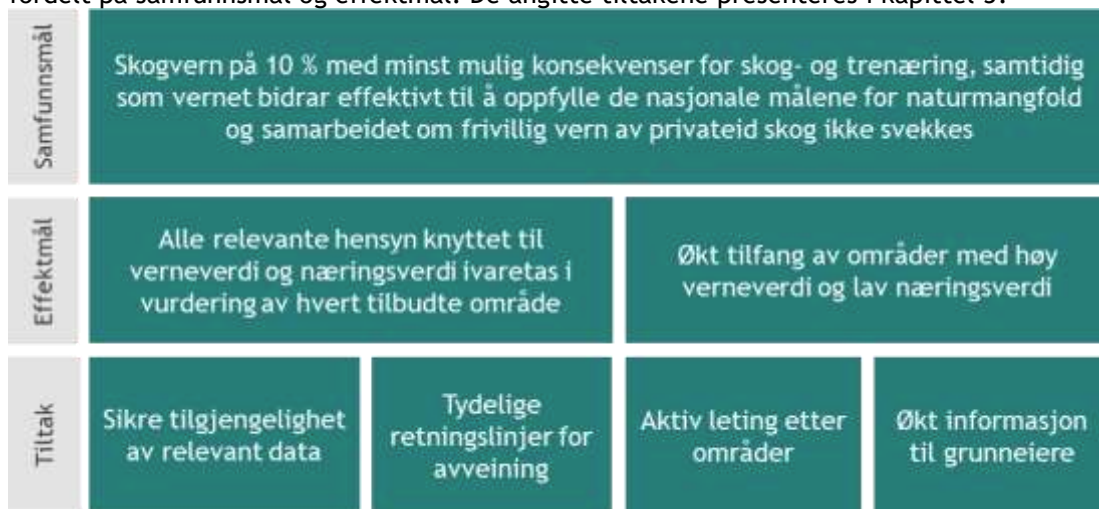 fordelt på samfunnsmål og effektmål. De angitte tiltakene presenteres i kapittel 5.
Samfunnsmål
Skogvern på 10 % med minst mulig konsekvenser for skog- og trenæring, samtidig
som vernet bidrar effektivt til å oppfylle de nasjonale målene for naturmangfold
og samarbeidet om frivillig vern av privateid skog ikke svekkes
Effektmål
Alle relevante hensyn knyttet til
verneverdi og næringsverdi ivaretas i
vurdering av hvert tilbudte område
Økt tilfang av områder med høy
verneverdi og lav næringsverdi
Tiltak
Sikre tilgjengelighet
av relevant data
Tydelige
retningslinjer for
avveining
Aktiv leting etter
områder
Økt informasjon
til grunneiere